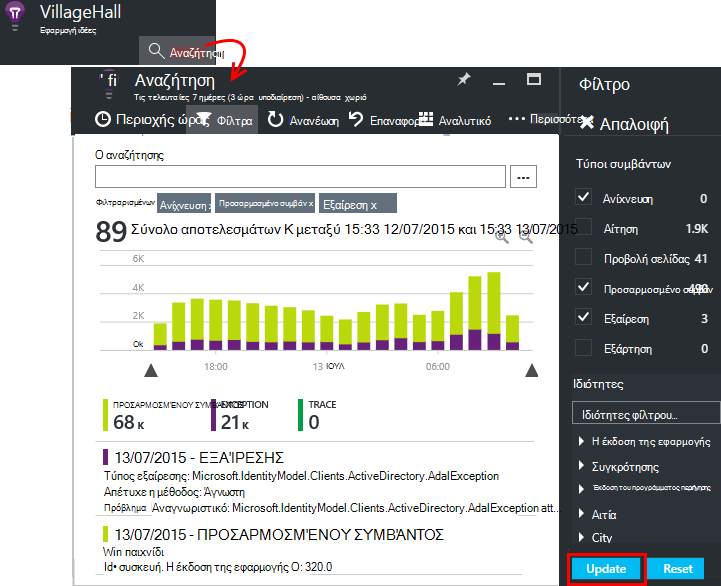 VillageHall
Εφαρμογή ιδέες
Αναζήτηση
' fi
Αναζήτηση
Τις τελευταίες 7 ημέρες (3 ώρα υποδιαίρεση) - αίθουσα χωριό
Περιοχής ώρας
Φίλτρα
Ανανέωση
Επαναφορ
Αναλυτικό
Περισσότε
Ο αναζήτησης
...
Φιλτραρισμένων
Ανίχνευση x
Προσαρμοσμένο συμβάν x
Εξαίρεση x
89 Σύνολο αποτελεσμάτων Κ μεταξύ 15:33 12/07/2015 και 15:33 13/07/2015
6K
4K
2K
0k
18:00
13 ΙΟΥΛ
06:00
ΠΡΟΣΑΡΜΟΣΜΈΝΟΥ ΣΥΜΒΆΝΤΟΣ
68 K
EXCEPTION
21 K
TRACE
0
13/07/2015 - ΕΞΑΊΡΕΣΗΣ
Τύπος εξαίρεσης: Microsoft.IdentityModel.Clients.ActiveDirectory.AdalException
Απέτυχε η μέθοδος: Άγνωστη
Πρόβλημα Αναγνωριστικό: Microsoft.IdentityModel.Clients.ActiveDirectory.AdalException att...
13/07/2015 - ΠΡΟΣΑΡΜΟΣΜΈΝΟΥ ΣΥΜΒΆΝΤΟΣ
Win παιχνίδι
Id• συσκευή. Η έκδοση της εφαρμογής Ο: 320.0
Φίλτρο
Απαλοιφή
Τύποι συμβάντων
Ανίχνευση 0
Αίτηση 1.9K
Προβολή σελίδας 41
Προσαρμοσμένο συμβάν 490
Εξαίρεση 3
Εξάρτηση 0
Ιδιότητες
Ιδιότητες φίλτρου...
Η έκδοση της εφαρμογής
Συγκρότησης
Έκδοση του προγράμματος περιήγησης
Αιτία
City
Update
Reset